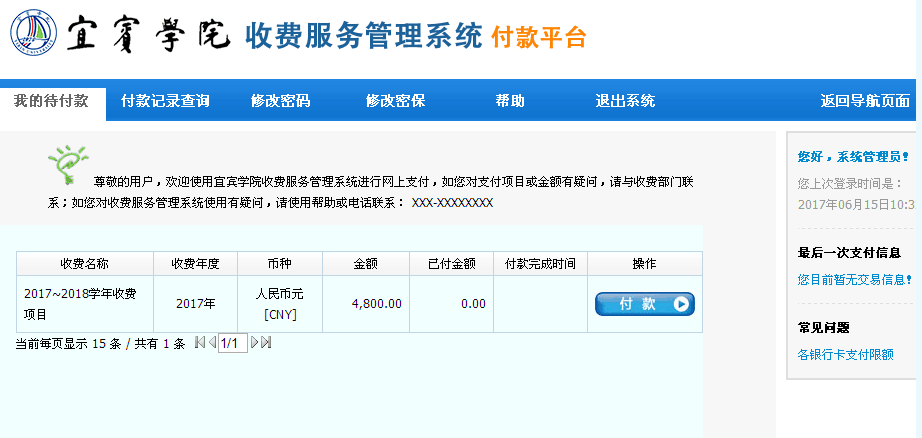 宜宾学院 收费服务管理系统 付款平台
我的待付款 付款记录查询 修改密码 修改密保 帮助 退出系统 返回导航页面
尊敬的用户，欢迎使用宜宾学院收费服务管理系统进行网上支付，如您对支付项目或金额有疑问，请与收费部门联
系；如您对收费服务管理系统使用有疑问，请使用帮助或电话联系： XXX-XXXXXXXX
收费名称 收费年度 币种 金额 已付金额 付款完成时间 操作
2017~2018学年收费
项目
2017年
人民币元
[CNY]
4,800.00
0.00
付 款
当前每页显示 15 条 / 共有 1 条 1/1
您好，系统管理员！
您上次登录时间是：
2017年06月15日10:3
最后一次支付信息
您目前暂无交易信息！
常见问题
各银行卡支付限额